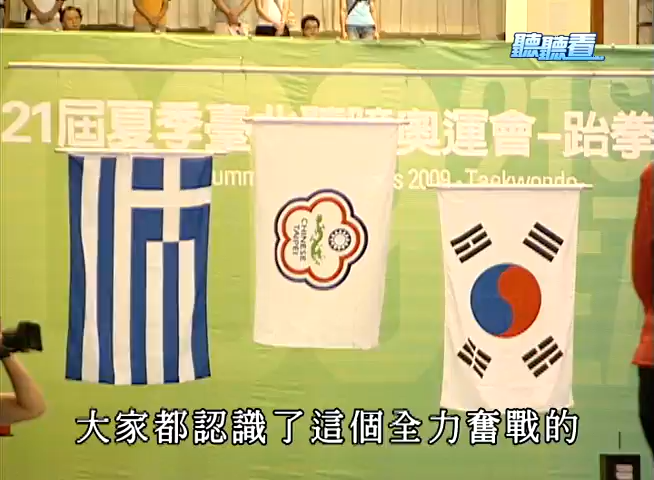 聽聽看
21屆夏季臺北聽障奧運會-跆拳
2009 - Taekwondo
CHINESE
TAIPEI
大家都認識了這個全力奮戰的